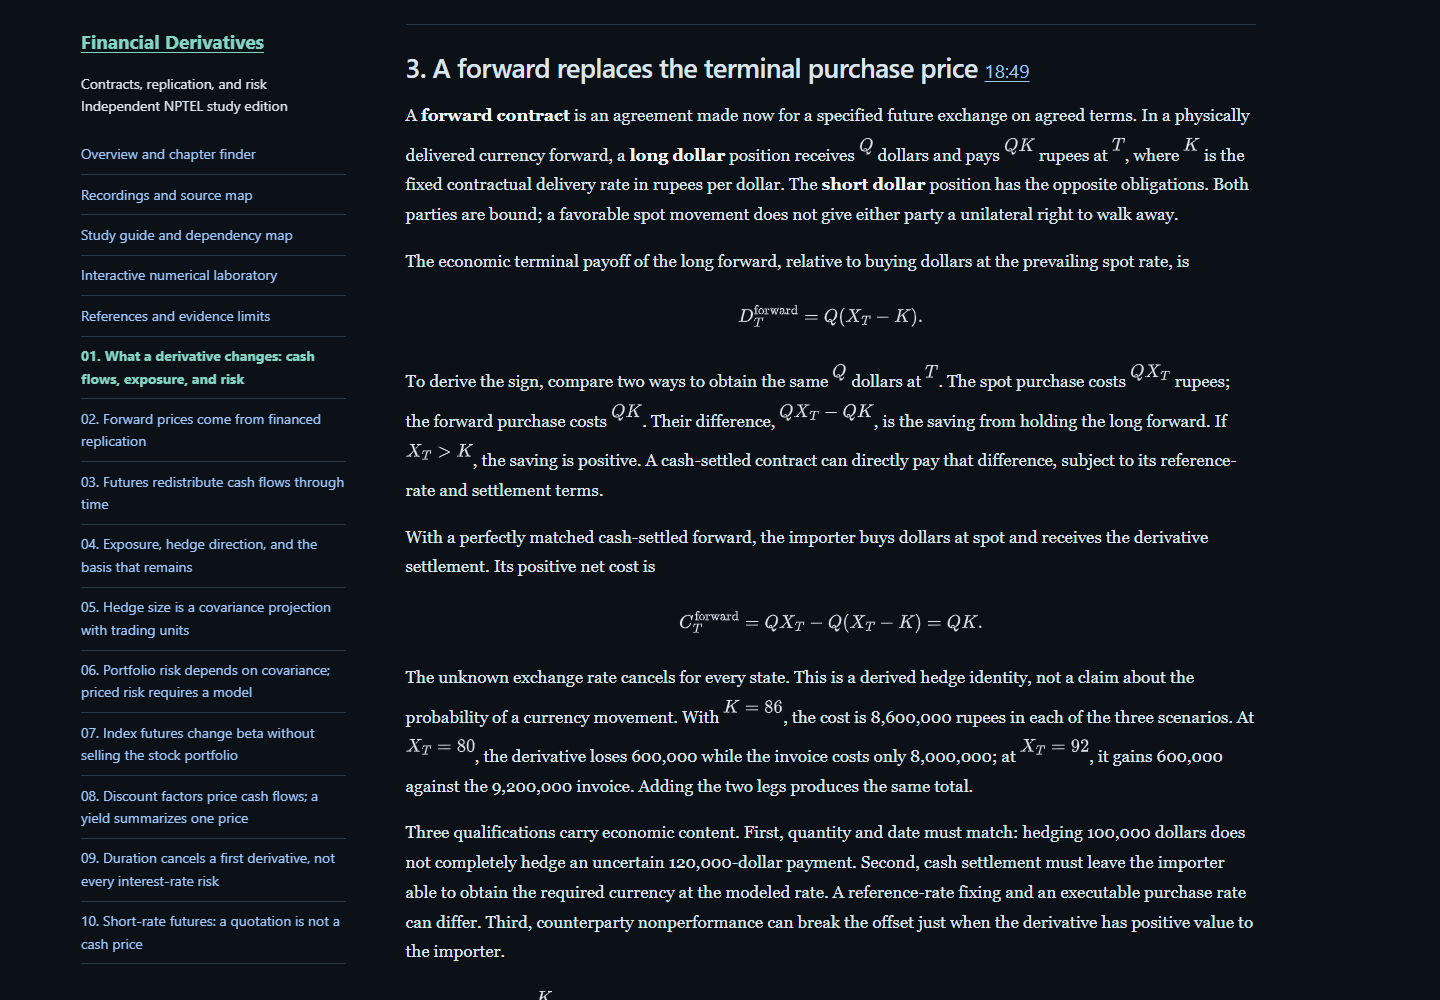 Financial Derivatives
Contracts, replication, and risk
Independent NPTEL study edition
Overview and chapter finder
Recordings and source map
Study guide and dependency map
Interactive numerical laboratory
References and evidence limits
01. What a derivative changes: cash
flows, exposure, and risk
02. Forward prices come from financed
replication
03. Futures redistribute cash flows through
time
04. Exposure, hedge direction, and the
basis that remains
05. Hedge size is a covariance projection
with trading units
06. Portfolio risk depends on covariance;
priced risk requires a model
07. Index futures change beta without
selling the stock portfolio
08. Discount factors price cash flows; a
yield summarizes one price
09. Duration cancels a first derivative, not
every interest-rate risk
10. Short-rate futures: a quotation is not a
cash price
3. A forward replaces the terminal purchase price 18:49
A forward contract is an agreement made now for a specified future exchange on agreed terms. In a physically
delivered currency forward, a long dollar position receives Q dollars and pays QK rupees at T, where K is the
fixed contractual delivery rate in rupees per dollar. The short dollar position has the opposite obligations. Both
parties are bound; a favorable spot movement does not give either party a unilateral right to walk away.
The economic terminal payoff of the long forward, relative to buying dollars at the prevailing spot rate, is
D_T^forward = Q(X_T − K).
To derive the sign, compare two ways to obtain the same Q dollars at T. The spot purchase costs QX_T rupees;
the forward purchase costs QK. Their difference, QX_T − QK, is the saving from holding the long forward. If
X_T > K, the saving is positive. A cash-settled contract can directly pay that difference, subject to its reference-
rate and settlement terms.
With a perfectly matched cash-settled forward, the importer buys dollars at spot and receives the derivative
settlement. Its positive net cost is
C_T^forward = QX_T − Q(X_T − K) = QK.
The unknown exchange rate cancels for every state. This is a derived hedge identity, not a claim about the
probability of a currency movement. With K = 86, the cost is 8,600,000 rupees in each of the three scenarios. At
X_T = 80, the derivative loses 600,000 while the invoice costs only 8,000,000; at X_T = 92, it gains 600,000
against the 9,200,000 invoice. Adding the two legs produces the same total.
Three qualifications carry economic content. First, quantity and date must match: hedging 100,000 dollars does
not completely hedge an uncertain 120,000-dollar payment. Second, cash settlement must leave the importer
able to obtain the required currency at the modeled rate. A reference-rate fixing and an executable purchase rate
can differ. Third, counterparty nonperformance can break the offset just when the derivative has positive value to
the importer.
K